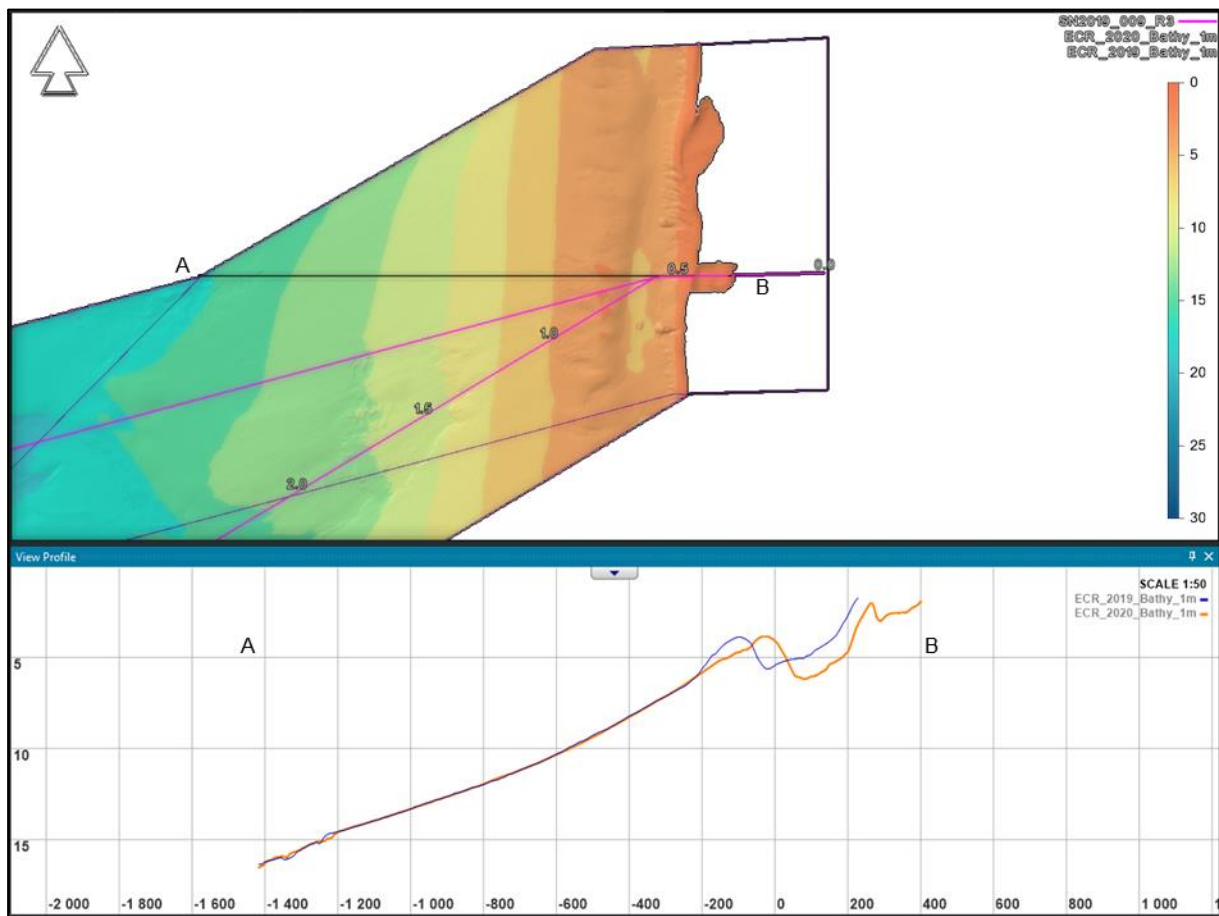 SN2019_009_R3
ECR_2020_Bathy_1m
ECR_2019_Bathy_1m
0
5
10
15
20
25
30
A
0.5
0.0
B
1.0
1.5
2.0
View Profile
SCALE 1:50
ECR_2019_Bathy_1m
ECR_2020_Bathy_1m
A
B
5
10
15
-2 000 -1 800 -1 600 -1 400 -1 200 -1 000 -800 -600 -400 -200 0 200 400 600 800 1 000 1